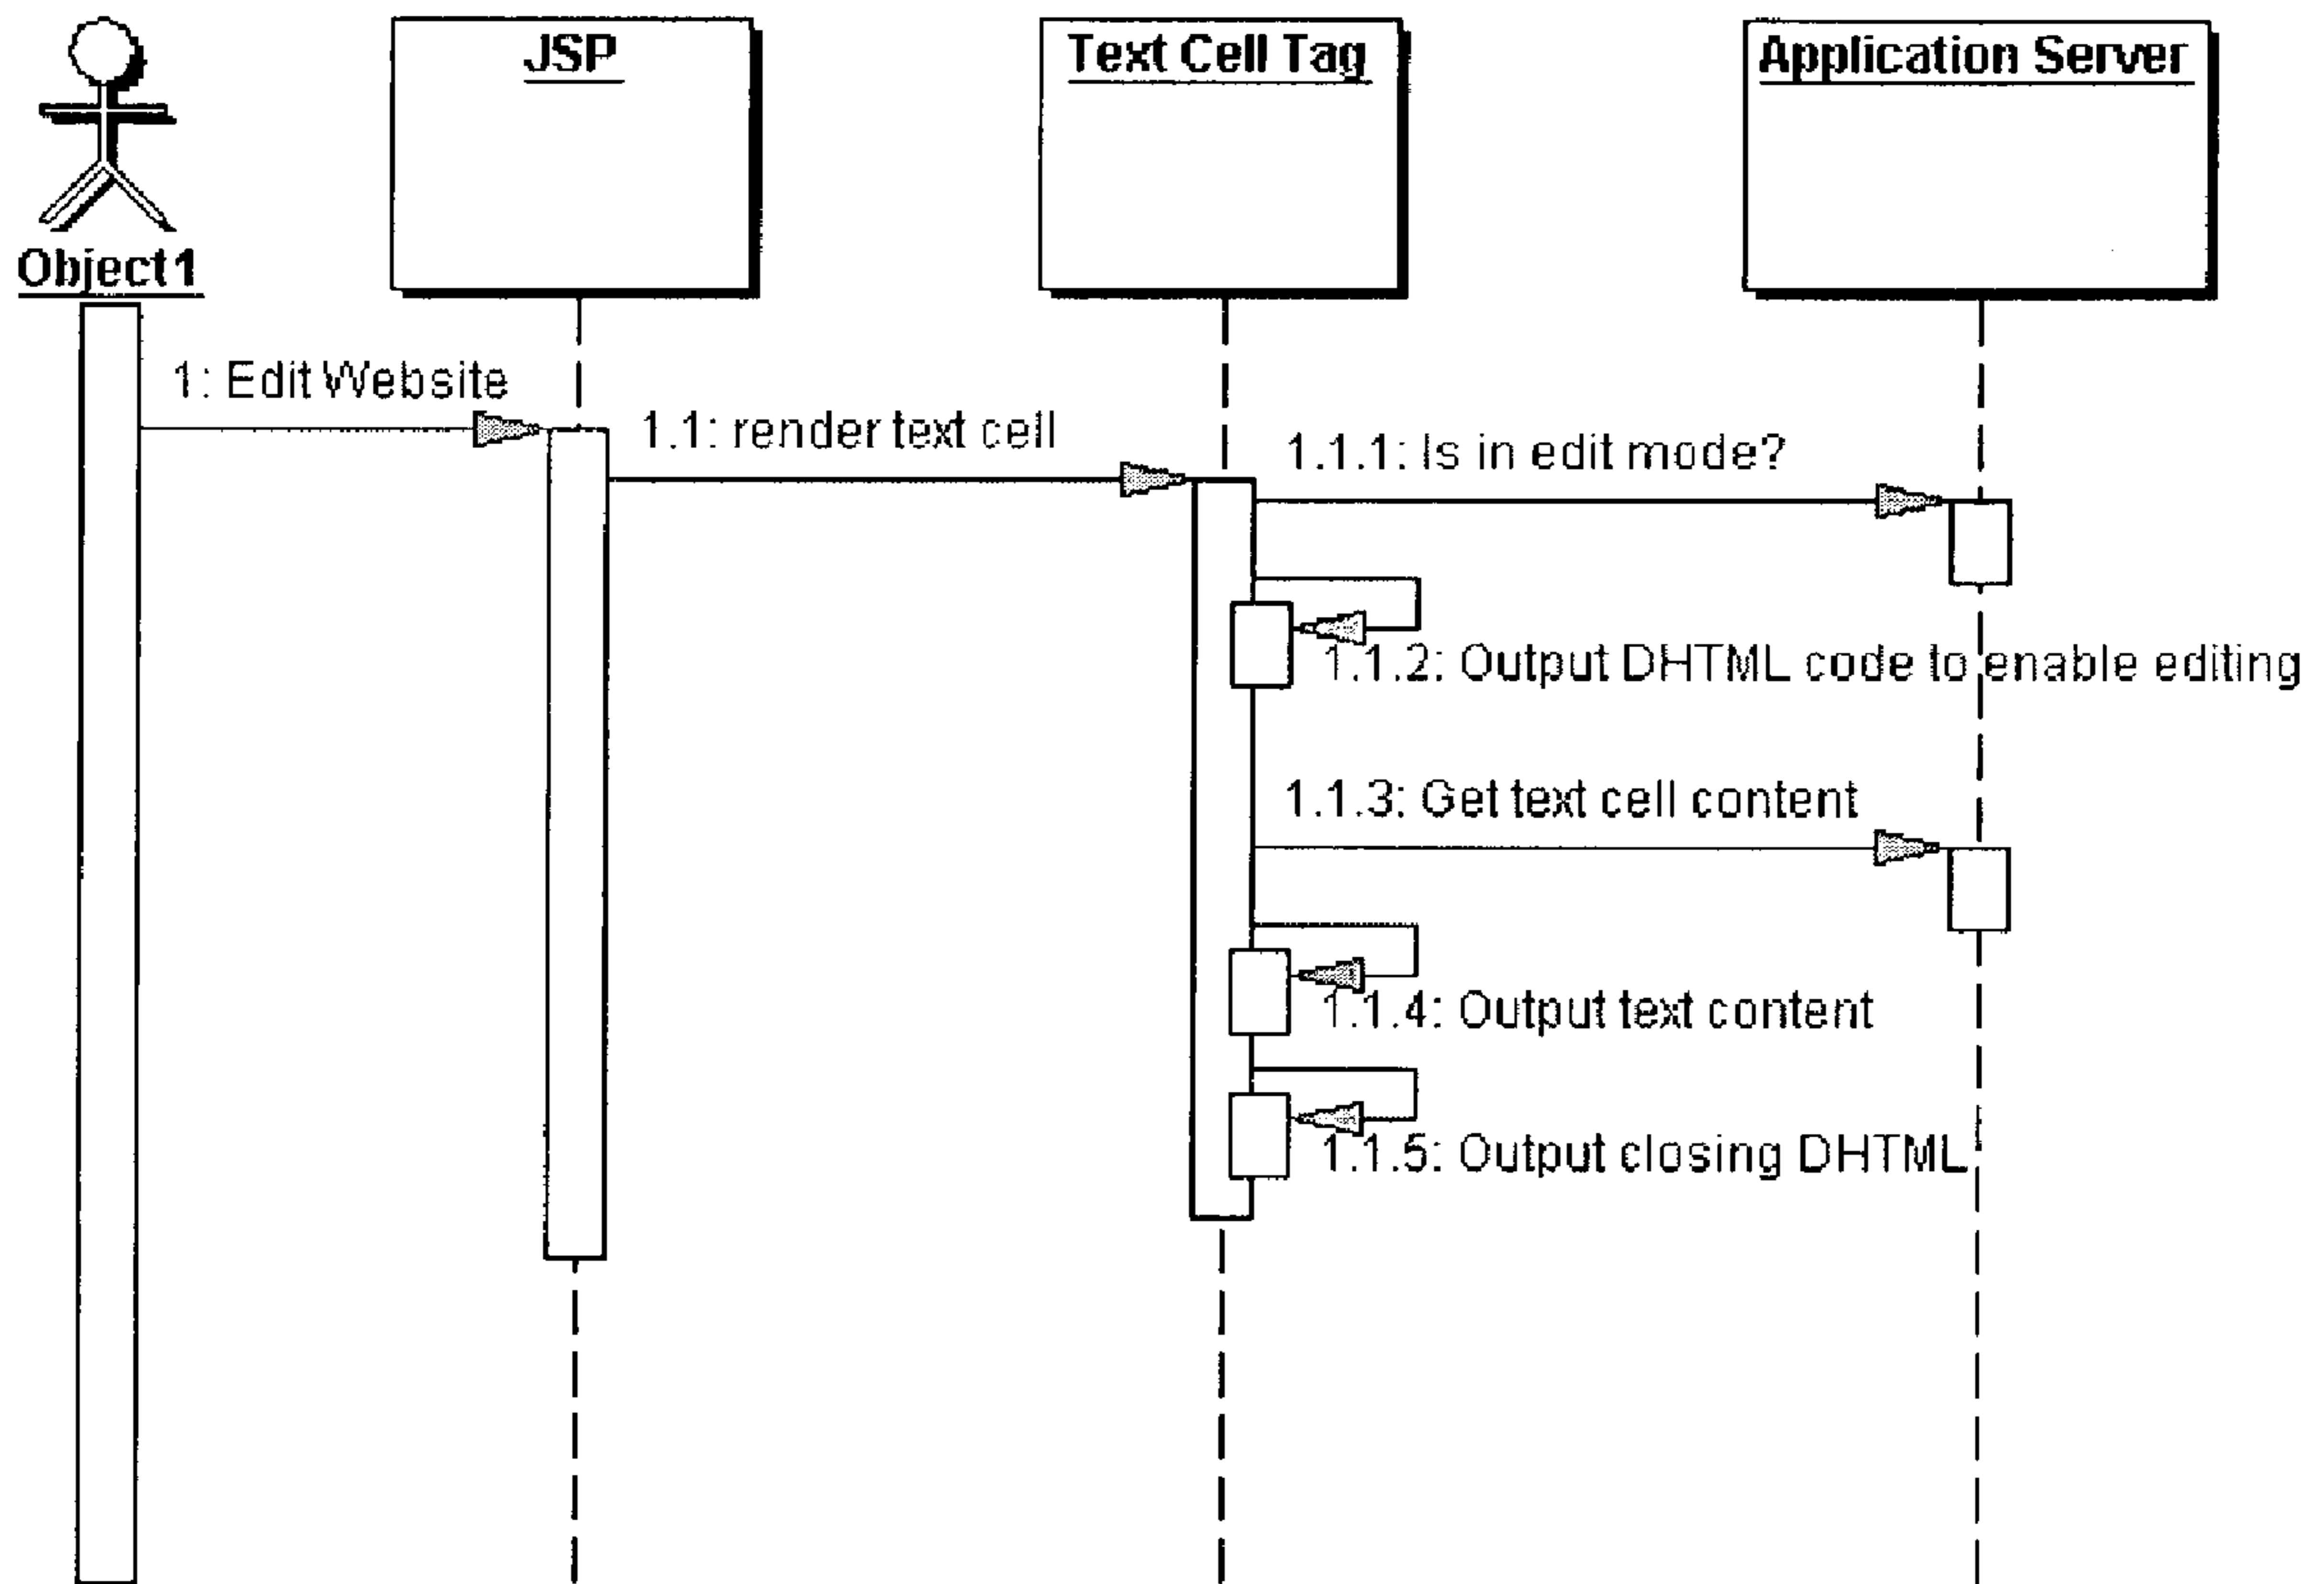 JSP
Text Cell Tag
Application Server
Object1
1: Edit Website
1.1: render text cell
1.1.1: Is in edit mode?
1.1.2: Output DHTML code to enable editing
1.1.3: Get text cell content
1.1.4: Output text content
1.1.5: Output closing DHTML